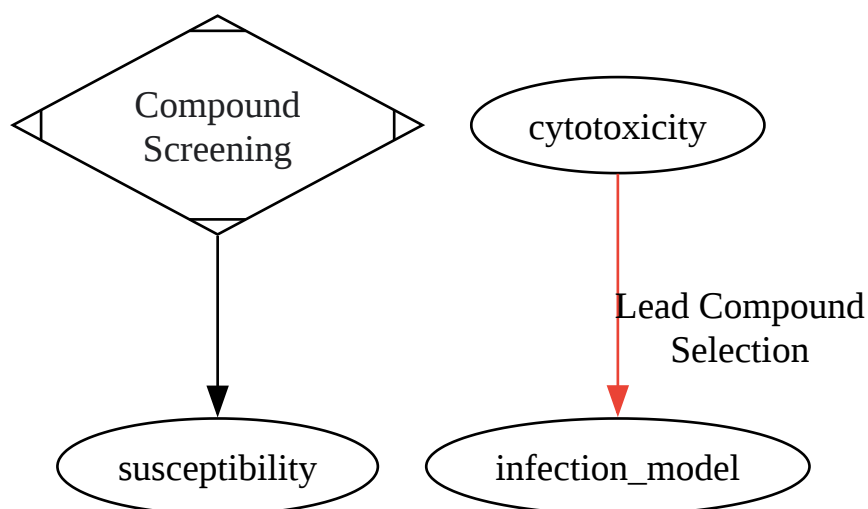 Compound
Screening
cytotoxicity
Lead Compound
Selection
susceptibility
infection_model